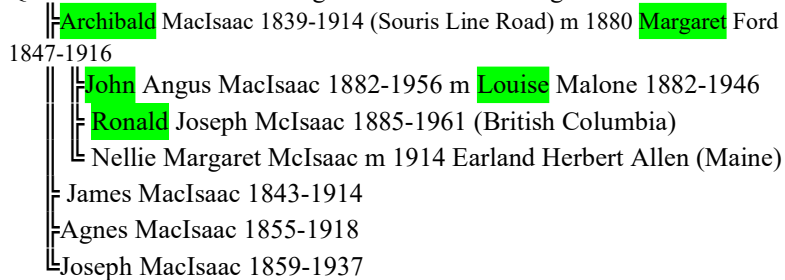 ╠Archibald MacIsaac 1839-1914 (Souris Line Road) m 1880 Margaret Ford
1847-1916
║ ╠John Angus MacIsaac 1882-1956 m Louise Malone 1882-1946
║ ╠ Ronald Joseph McIsaac 1885-1961 (British Columbia)
║ ╚ Nellie Margaret McIsaac m 1914 Earland Herbert Allen (Maine)
╠ James MacIsaac 1843-1914
╠Agnes MacIsaac 1855-1918
╚Joseph MacIsaac 1859-1937